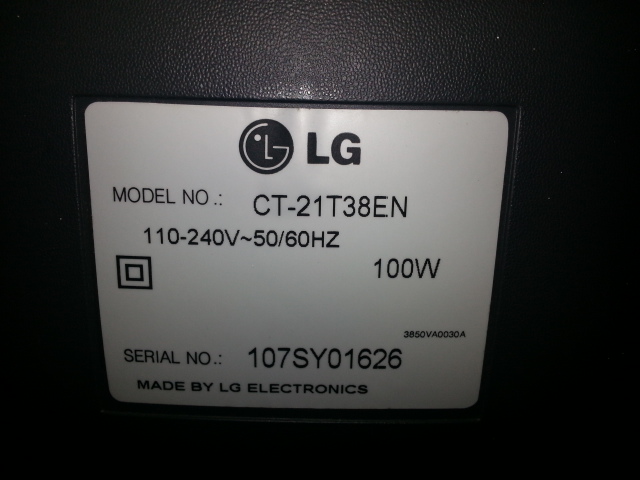 LG
MODEL NO.: CT-21T38EN
110-240V~50/60HZ
100W
3850VA0030A
SERIAL NO.: 107SY01626
MADE BY LG ELECTRONICS